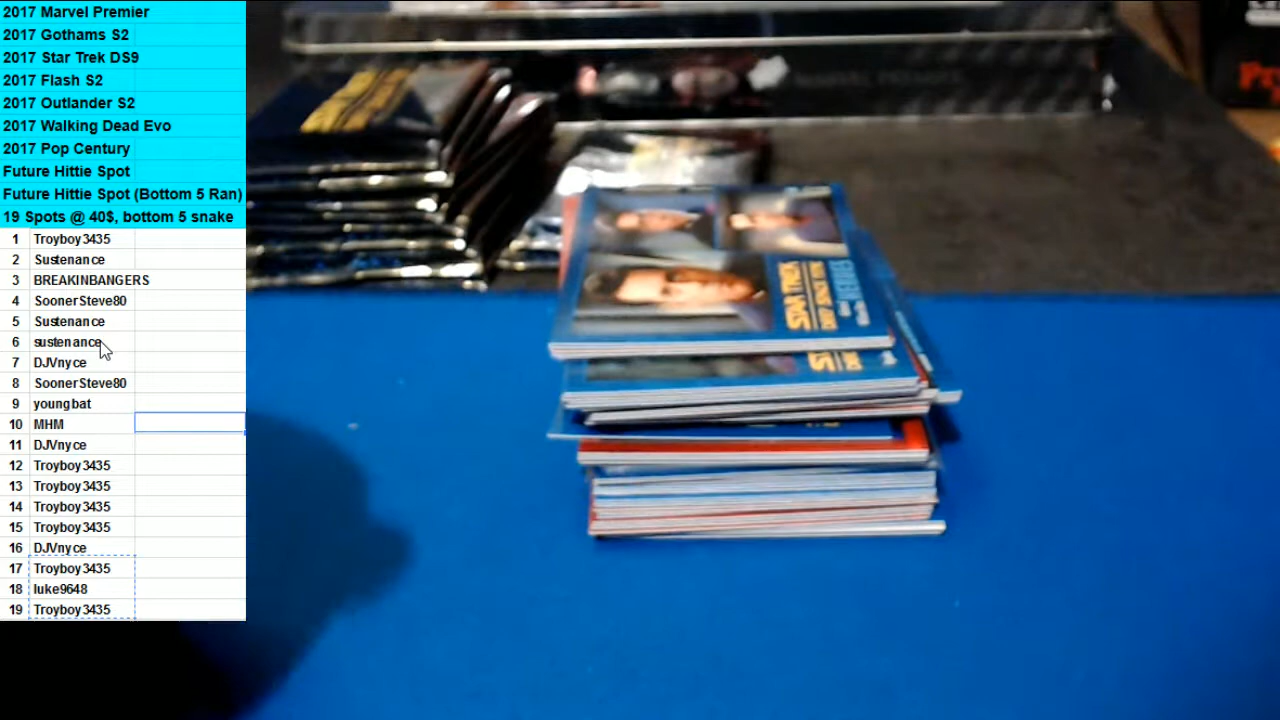 2017 Marvel Premier
2017 Gothams S2
2017 Star Trek DS9
2017 Flash S2
2017 Outlander S2
2017 Walking Dead Evo
2017 Pop Century
Future Hittie Spot
Future Hittie Spot (Bottom 5 Ran)
19 Spots @ 40$, bottom 5 snake
1 Troyboy3435
2 Sustenance
3 BREAKINBANGERS
4 SoonerSteve80
5 Sustenance
6 sustenance
7 DJVnyce
8 SoonerSteve80
9 youngbat
10 MHM
11 DJVnyce
12 Troyboy3435
13 Troyboy3435
14 Troyboy3435
15 Troyboy3435
16 DJVnyce
17 Troyboy3435
18 luke9648
19 Troyboy3435
STAR TREK
DEEP SPACE NINE
HEROES